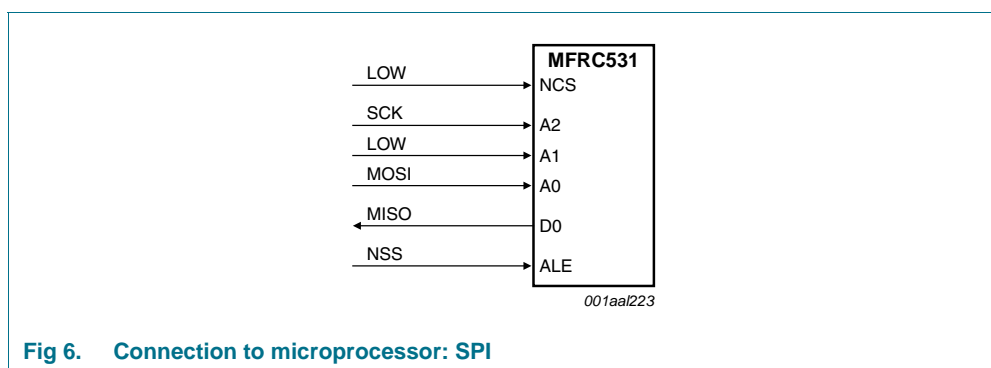 MFRC531
LOW
NCS
SCK
A2
LOW
A1
MOSI
A0
MISO
D0
NSS
ALE
001aal223
Fig 6. Connection to microprocessor: SPI